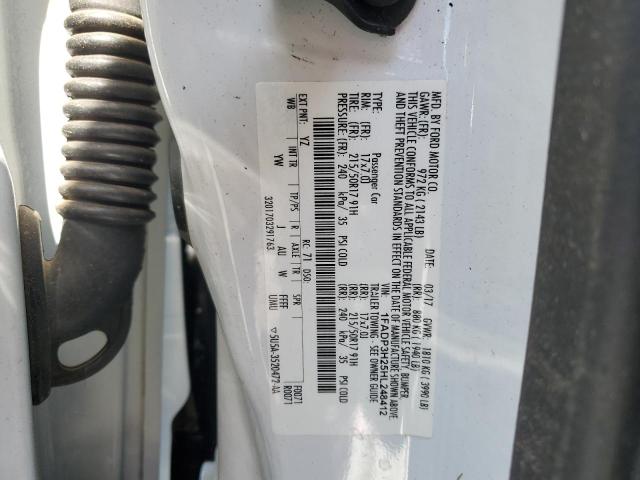 MFD. BY FORD MOTOR CO.
DATE: 03/17 GVWR: 1810 KG ( 3990 LB)
GAWR: (FR) 972 KG ( 2143 LB) (RR) 880 KG ( 1940 LB)
THIS VEHICLE CONFORMS TO ALL APPLICABLE FEDERAL MOTOR VEHICLE SAFETY, BUMPER
AND THEFT PREVENTION STANDARDS IN EFFECT ON THE DATE OF MANUFACTURE SHOWN ABOVE.
VIN: 1FADP3H25HL248412
TYPE: Passenger Car TRAILER TOWING - SEE OWNER GUIDE
RIM: (FR): 17x7.0J (RR): 17x7.0J
TIRE: (FR): 215/50R17 91H (RR): 215/50R17 91H
PRESSURE: (FR): 240 kPa/ 35 PSI COLD (RR): 240 kPa/ 35 PSI COLD
EXT PNT: YZ RC: 71 DSO: F0071
WB INT TR TP/PS R AXLE TR SPR R0071
YW J AU W FFFF UMU ▽5U5A-3520472-AA
3201703291763